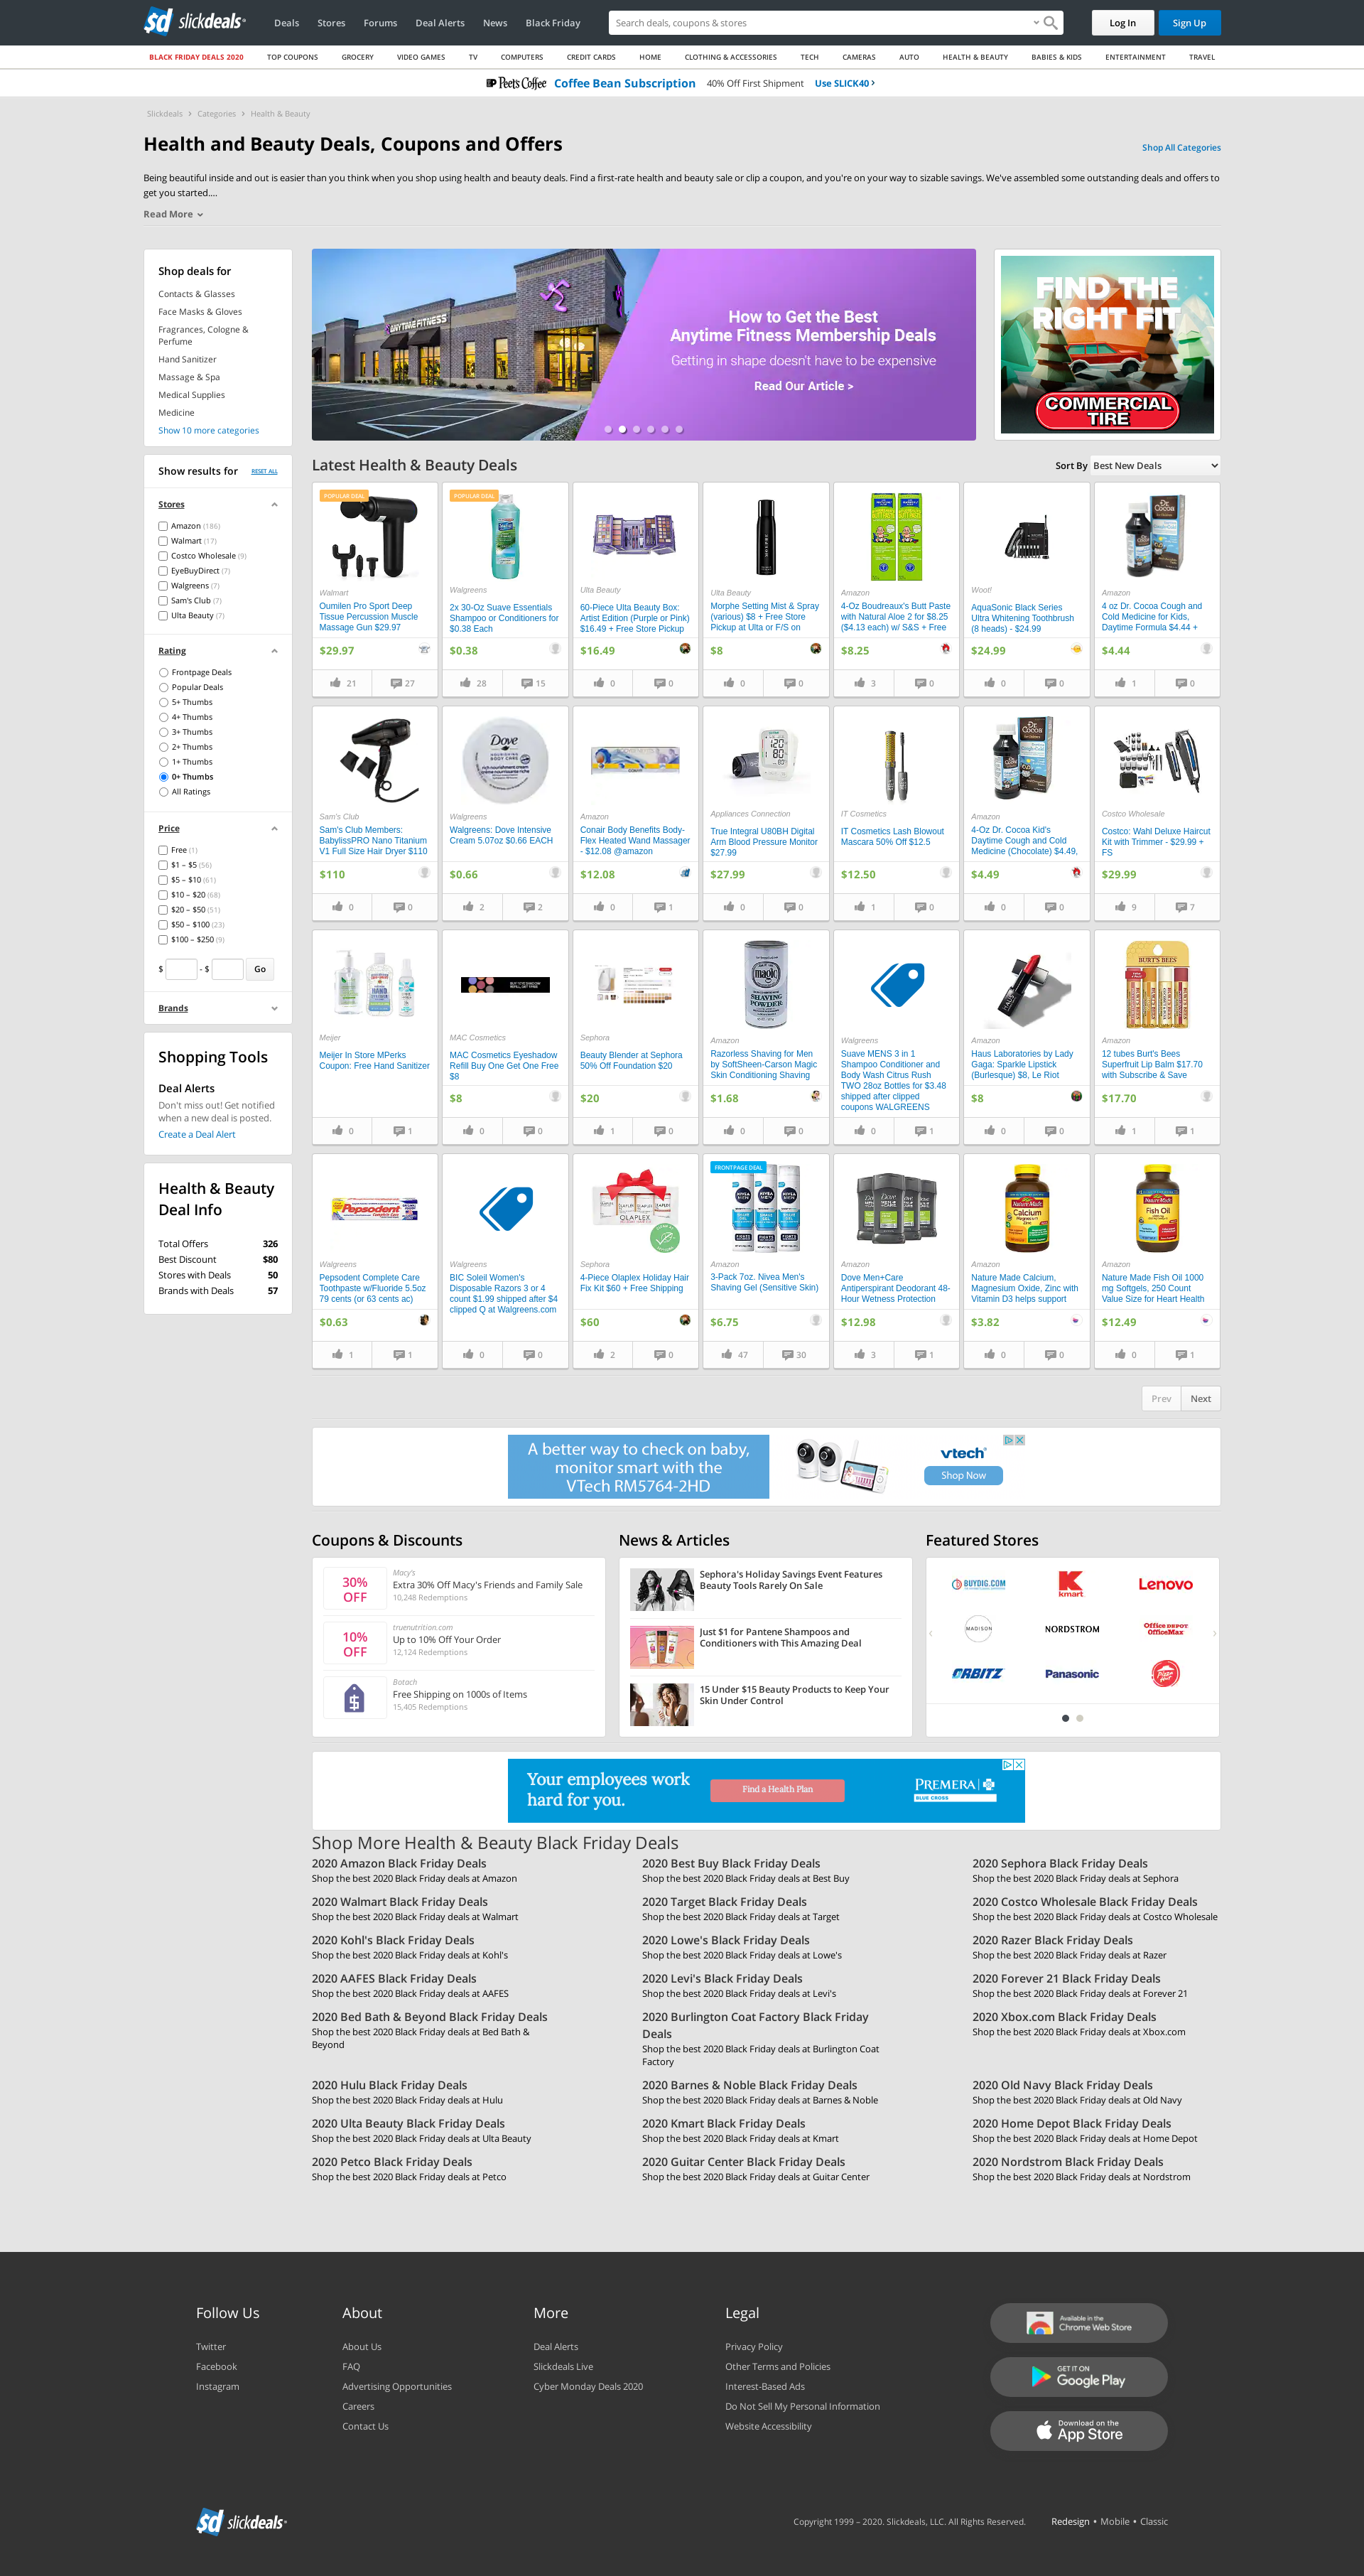 sd slickdeals
Deals Stores Forums Deal Alerts News Black Friday
Search deals, coupons & stores
Log In
Sign Up
BLACK FRIDAY DEALS 2020 TOP COUPONS GROCERY VIDEO GAMES TV COMPUTERS CREDIT CARDS HOME CLOTHING & ACCESSORIES TECH CAMERAS AUTO HEALTH & BEAUTY BABIES & KIDS ENTERTAINMENT TRAVEL
Peet's Coffee Coffee Bean Subscription 40% Off First Shipment Use SLICK40 ›
Slickdeals › Categories › Health & Beauty
Health and Beauty Deals, Coupons and Offers
Shop All Categories
Being beautiful inside and out is easier than you think when you shop using health and beauty deals. Find a first-rate health and beauty sale or clip a coupon, and you're on your way to sizable savings. We've assembled some outstanding deals and offers to
get you started....
Read More
Shop deals for
Contacts & Glasses
Face Masks & Gloves
Fragrances, Cologne &
Perfume
Hand Sanitizer
Massage & Spa
Medical Supplies
Medicine
Show 10 more categories
Show results for RESET ALL
Stores
Amazon (186)
Walmart (17)
Costco Wholesale (9)
EyeBuyDirect (7)
Walgreens (7)
Sam's Club (7)
Ulta Beauty (7)
Rating
Frontpage Deals
Popular Deals
5+ Thumbs
4+ Thumbs
3+ Thumbs
2+ Thumbs
1+ Thumbs
0+ Thumbs
All Ratings
Price
Free (1)
$1 – $5 (56)
$5 – $10 (61)
$10 – $20 (68)
$20 – $50 (51)
$50 – $100 (23)
$100 – $250 (9)
$ - $ Go
Brands
Shopping Tools
Deal Alerts
Don't miss out! Get notified
when a new deal is posted.
Create a Deal Alert
Health & Beauty
Deal Info
Total Offers 326
Best Discount $80
Stores with Deals 50
Brands with Deals 57
ANYTIME FITNESS
How to Get the Best
Anytime Fitness Membership Deals
Getting in shape doesn't have to be expensive
Read Our Article >
FIND THE
RIGHT FIT
COMMERCIAL
TIRE
Latest Health & Beauty Deals
Sort By Best New Deals
POPULAR DEAL
Walmart
Oumilen Pro Sport Deep
Tissue Percussion Muscle
Massage Gun $29.97
$29.97
21 27
POPULAR DEAL
Walgreens
2x 30-Oz Suave Essentials
Shampoo or Conditioners for
$0.38 Each
$0.38
28 15
Ulta Beauty
60-Piece Ulta Beauty Box:
Artist Edition (Purple or Pink)
$16.49 + Free Store Pickup
$16.49
0 0
MORPHE
Ulta Beauty
Morphe Setting Mist & Spray
(various) $8 + Free Store
Pickup at Ulta or F/S on
$8
0 0
Amazon
4-Oz Boudreaux's Butt Paste
with Natural Aloe 2 for $8.25
($4.13 each) w/ S&S + Free
$8.25
3 0
Woot!
AquaSonic Black Series
Ultra Whitening Toothbrush
(8 heads) - $24.99
$24.99
0 0
Dr. Cocoa
Amazon
4 oz Dr. Cocoa Cough and
Cold Medicine for Kids,
Daytime Formula $4.44 +
$4.44
1 0
Sam's Club
Sam's Club Members:
BabylissPRO Nano Titanium
V1 Full Size Hair Dryer $110
$110
0 0
Dove
Walgreens
Walgreens: Dove Intensive
Cream 5.07oz $0.66 EACH
$0.66
2 2
Amazon
Conair Body Benefits Body-
Flex Heated Wand Massager
- $12.08 @amazon
$12.08
0 1
Appliances Connection
True Integral U80BH Digital
Arm Blood Pressure Monitor
$27.99
$27.99
0 0
IT Cosmetics
IT Cosmetics Lash Blowout
Mascara 50% Off $12.5
$12.50
1 0
Dr. Cocoa
Amazon
4-Oz Dr. Cocoa Kid's
Daytime Cough and Cold
Medicine (Chocolate) $4.49,
$4.49
0 0
Costco Wholesale
Costco: Wahl Deluxe Haircut
Kit with Trimmer - $29.99 +
FS
$29.99
9 7
Meijer
Meijer In Store MPerks
Coupon: Free Hand Sanitizer
0 1
MAC Cosmetics
MAC Cosmetics Eyeshadow
Refill Buy One Get One Free
$8
$8
0 0
Sephora
Beauty Blender at Sephora
50% Off Foundation $20
$20
1 0
magic
SHAVING
POWDER
Amazon
Razorless Shaving for Men
by SoftSheen-Carson Magic
Skin Conditioning Shaving
$1.68
0 0
Walgreens
Suave MENS 3 in 1
Shampoo Conditioner and
Body Wash Citrus Rush
TWO 28oz Bottles for $3.48
shipped after clipped
coupons WALGREENS
0 1
Amazon
Haus Laboratories by Lady
Gaga: Sparkle Lipstick
(Burlesque) $8, Le Riot
$8
0 0
BURT'S BEES
Amazon
12 tubes Burt's Bees
Superfruit Lip Balm $17.70
with Subscribe & Save
$17.70
1 1
Pepsodent
Walgreens
Pepsodent Complete Care
Toothpaste w/Fluoride 5.5oz
79 cents (or 63 cents ac)
$0.63
1 1
Walgreens
BIC Soleil Women's
Disposable Razors 3 or 4
count $1.99 shipped after $4
clipped Q at Walgreens.com
0 0
OLAPLEX
Sephora
4-Piece Olaplex Holiday Hair
Fix Kit $60 + Free Shipping
$60
2 0
FRONTPAGE DEAL
NIVEA
Amazon
3-Pack 7oz. Nivea Men's
Shaving Gel (Sensitive Skin)
$6.75
47 30
Amazon
Dove Men+Care
Antiperspirant Deodorant 48-
Hour Wetness Protection
$12.98
3 1
Nature Made
Calcium
Amazon
Nature Made Calcium,
Magnesium Oxide, Zinc with
Vitamin D3 helps support
$3.82
0 0
Nature Made
Fish Oil
Amazon
Nature Made Fish Oil 1000
mg Softgels, 250 Count
Value Size for Heart Health
$12.49
0 1
Prev Next
A better way to check on baby,
monitor smart with the
VTech RM5764-2HD
vtech
Shop Now
Coupons & Discounts
30%
OFF
Macy's
Extra 30% Off Macy's Friends and Family Sale
10,248 Redemptions
10%
OFF
truenutrition.com
Up to 10% Off Your Order
12,124 Redemptions
Botach
Free Shipping on 1000s of Items
15,405 Redemptions
News & Articles
Sephora's Holiday Savings Event Features
Beauty Tools Rarely On Sale
Just $1 for Pantene Shampoos and
Conditioners with This Amazing Deal
15 Under $15 Beauty Products to Keep Your
Skin Under Control
Featured Stores
BUYDIG.COM kmart Lenovo
MADISON NORDSTROM Office DEPOT OfficeMax
ORBITZ Panasonic Pizza Hut
Your employees work
hard for you.
Find a Health Plan
PREMERA
BLUE CROSS
Shop More Health & Beauty Black Friday Deals
2020 Amazon Black Friday Deals
Shop the best 2020 Black Friday deals at Amazon
2020 Best Buy Black Friday Deals
Shop the best 2020 Black Friday deals at Best Buy
2020 Sephora Black Friday Deals
Shop the best 2020 Black Friday deals at Sephora
2020 Walmart Black Friday Deals
Shop the best 2020 Black Friday deals at Walmart
2020 Target Black Friday Deals
Shop the best 2020 Black Friday deals at Target
2020 Costco Wholesale Black Friday Deals
Shop the best 2020 Black Friday deals at Costco Wholesale
2020 Kohl's Black Friday Deals
Shop the best 2020 Black Friday deals at Kohl's
2020 Lowe's Black Friday Deals
Shop the best 2020 Black Friday deals at Lowe's
2020 Razer Black Friday Deals
Shop the best 2020 Black Friday deals at Razer
2020 AAFES Black Friday Deals
Shop the best 2020 Black Friday deals at AAFES
2020 Levi's Black Friday Deals
Shop the best 2020 Black Friday deals at Levi's
2020 Forever 21 Black Friday Deals
Shop the best 2020 Black Friday deals at Forever 21
2020 Bed Bath & Beyond Black Friday Deals
Shop the best 2020 Black Friday deals at Bed Bath &
Beyond
2020 Burlington Coat Factory Black Friday
Deals
Shop the best 2020 Black Friday deals at Burlington Coat
Factory
2020 Xbox.com Black Friday Deals
Shop the best 2020 Black Friday deals at Xbox.com
2020 Hulu Black Friday Deals
Shop the best 2020 Black Friday deals at Hulu
2020 Barnes & Noble Black Friday Deals
Shop the best 2020 Black Friday deals at Barnes & Noble
2020 Old Navy Black Friday Deals
Shop the best 2020 Black Friday deals at Old Navy
2020 Ulta Beauty Black Friday Deals
Shop the best 2020 Black Friday deals at Ulta Beauty
2020 Kmart Black Friday Deals
Shop the best 2020 Black Friday deals at Kmart
2020 Home Depot Black Friday Deals
Shop the best 2020 Black Friday deals at Home Depot
2020 Petco Black Friday Deals
Shop the best 2020 Black Friday deals at Petco
2020 Guitar Center Black Friday Deals
Shop the best 2020 Black Friday deals at Guitar Center
2020 Nordstrom Black Friday Deals
Shop the best 2020 Black Friday deals at Nordstrom
Follow Us
Twitter
Facebook
Instagram
About
About Us
FAQ
Advertising Opportunities
Careers
Contact Us
More
Deal Alerts
Slickdeals Live
Cyber Monday Deals 2020
Legal
Privacy Policy
Other Terms and Policies
Interest-Based Ads
Do Not Sell My Personal Information
Website Accessibility
Available in the
Chrome Web Store
GET IT ON
Google Play
Download on the
App Store
sd slickdeals
Copyright 1999 – 2020. Slickdeals, LLC. All Rights Reserved.
Redesign • Mobile • Classic